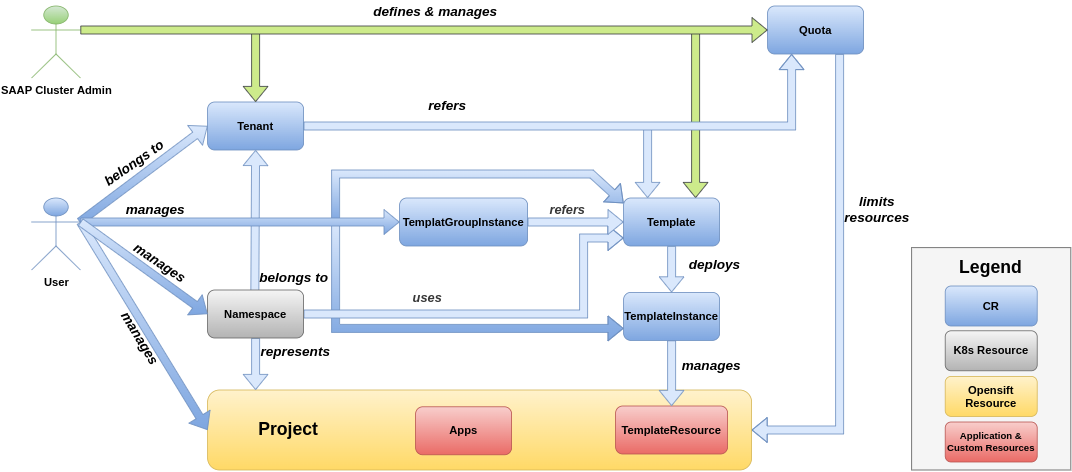 defines & manages
Quota
SAAP Cluster Admin
Tenant
refers
belongs to
limits
resources
manages
TemplatGroupInstance
refers
Template
User
manages
belongs to
deploys
uses
Namespace
TemplateInstance
manages
represents
manages
Project
Apps
TemplateResource
Legend
CR
K8s Resource
Opensift
Resource
Application &
Custom Resources